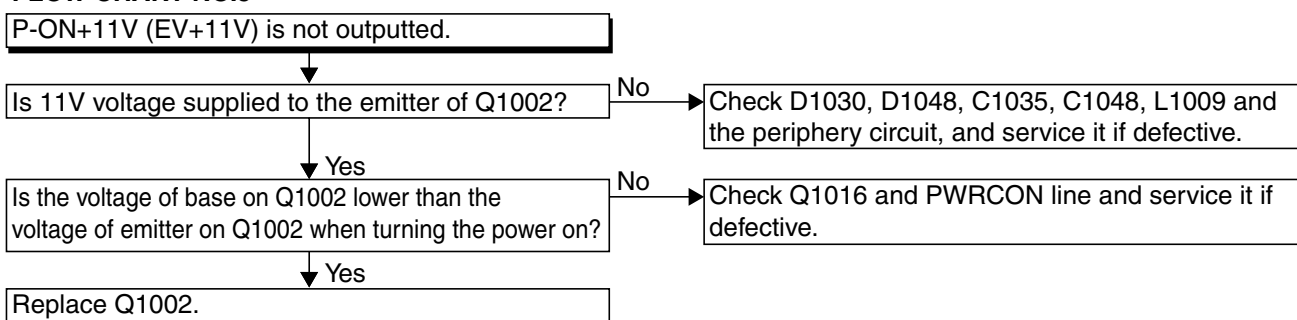 P-ON+11V (EV+11V) is not outputted.
Is 11V voltage supplied to the emitter of Q1002?
No
Check D1030, D1048, C1035, C1048, L1009 and
the periphery circuit, and service it if defective.
Yes
Is the voltage of base on Q1002 lower than the
voltage of emitter on Q1002 when turning the power on?
No
Check Q1016 and PWRCON line and service it if
defective.
Yes
Replace Q1002.